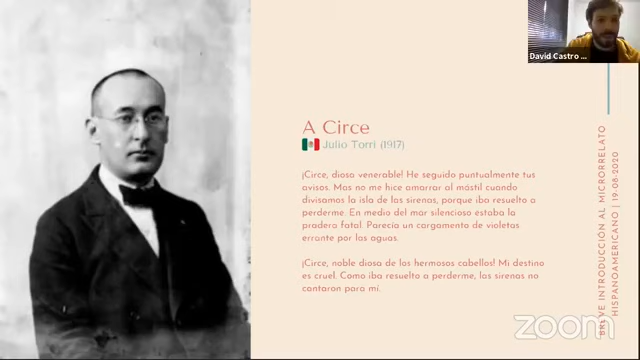 A Circe
Julio Torri (1917)
¡Circe, diosa venerable! He seguido puntualmente tus
avisos. Mas no me hice amarrar al mástil cuando
divisamos la isla de las sirenas, porque iba resuelto a
perderme. En medio del mar silencioso estaba la
pradera fatal. Parecía un cargamento de violetas
errante por las aguas.
¡Circe, noble diosa de los hermosos cabellos! Mi destino
es cruel. Como iba resuelto a perderme, las sirenas no
cantaron para mí.
David Castro ...
BREVE INTRODUCCIÓN AL MICRORRELATO
HISPANOAMERICANO | 19-08-2020
zoom